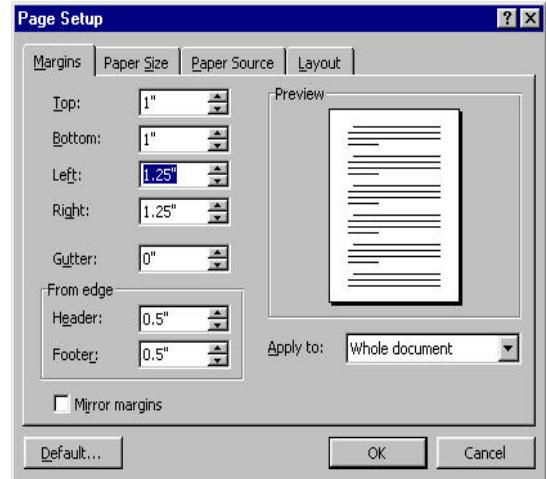 Page Setup
Margins Paper Size Paper Source Layout
Top: 1"
Preview
Bottom: 1"
Left: 1.25"
Right: 1.25"
Gutter: 0"
From edge
Header: 0.5"
Apply to: Whole document
Footer: 0.5"
Mirror margins
Default... OK Cancel